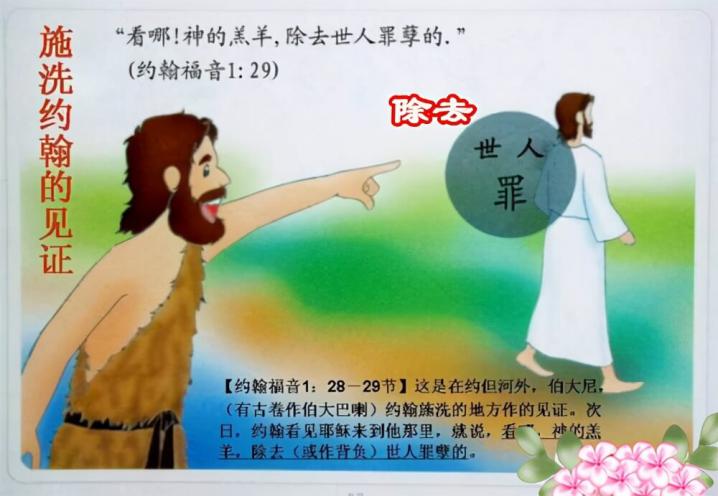 施洗约翰的见证
“看哪!神的羔羊,除去世人罪孽的.”
(约翰福音1:29)
除去
世人
罪
【约翰福音1：28－29节】这是在约但河外，伯大尼，
（有古卷作伯大巴喇）约翰施洗的地方作的见证。次
日，约翰看见耶稣来到他那里，就说，看哪，神的羔
羊，除去（或作背负）世人罪孽的。